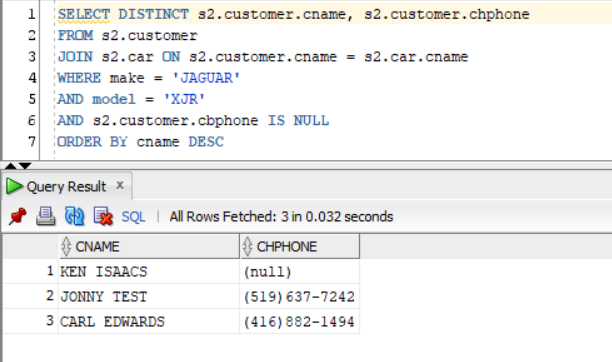 1 SELECT DISTINCT s2.customer.cname, s2.customer.chphone
2 FROM s2.customer
3 JOIN s2.car ON s2.customer.cname = s2.car.cname
4 WHERE make = 'JAGUAR'
5 AND model = 'XJR'
6 AND s2.customer.cbphone IS NULL
7 ORDER BY cname DESC
Query Result x
SQL | All Rows Fetched: 3 in 0.032 seconds
CNAME CHPHONE
1 KEN ISAACS (null)
2 JONNY TEST (519)637-7242
3 CARL EDWARDS (416)882-1494